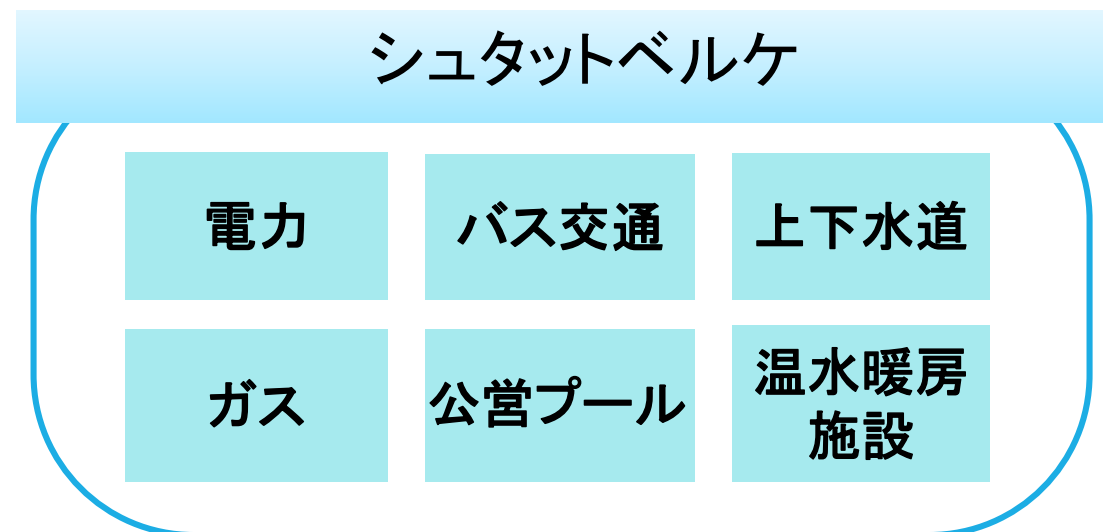 シュタットベルケ
電力
バス交通
上下水道
ガス
公営プール
温水暖房
施設